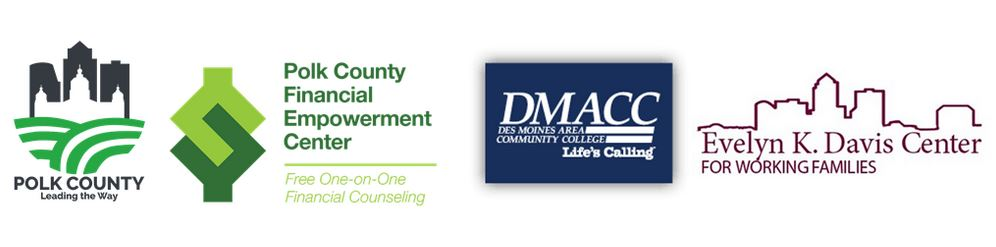 POLK COUNTY
Leading the Way
Polk County
Financial
Empowerment
Center
Free One-on-One
Financial Counseling
DMACC
DES MOINES AREA
COMMUNITY COLLEGE
Life's Calling
Evelyn K. Davis Center
FOR WORKING FAMILIES